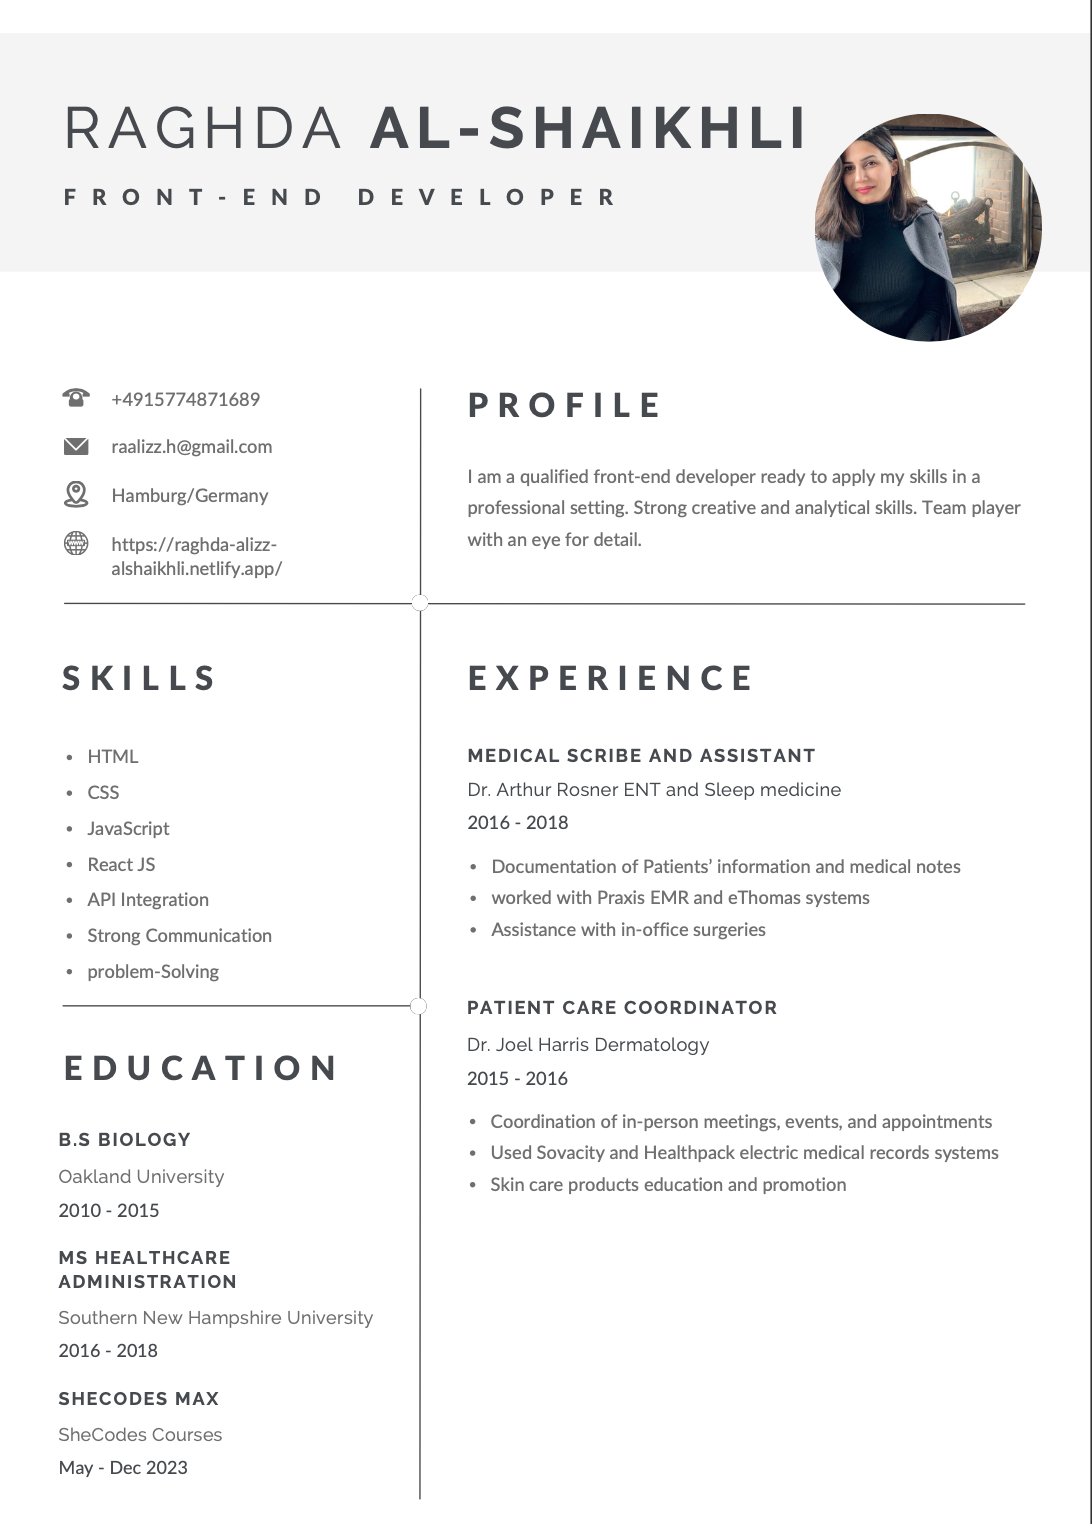 RAGHDA AL-SHAIKHLI
FRONT-END DEVELOPER
+4915774871689
raalizz.h@gmail.com
Hamburg/Germany
https://raghda-alizz-
alshaikhli.netlify.app/
PROFILE
I am a qualified front-end developer ready to apply my skills in a
professional setting. Strong creative and analytical skills. Team player
with an eye for detail.
SKILLS
• HTML
• CSS
• JavaScript
• React JS
• API Integration
• Strong Communication
• problem-Solving
EDUCATION
B.S BIOLOGY
Oakland University
2010 - 2015
MS HEALTHCARE
ADMINISTRATION
Southern New Hampshire University
2016 - 2018
SHECODES MAX
SheCodes Courses
May - Dec 2023
EXPERIENCE
MEDICAL SCRIBE AND ASSISTANT
Dr. Arthur Rosner ENT and Sleep medicine
2016 - 2018
• Documentation of Patients’ information and medical notes
• worked with Praxis EMR and eThomas systems
• Assistance with in-office surgeries
PATIENT CARE COORDINATOR
Dr. Joel Harris Dermatology
2015 - 2016
• Coordination of in-person meetings, events, and appointments
• Used Sovacity and Healthpack electric medical records systems
• Skin care products education and promotion